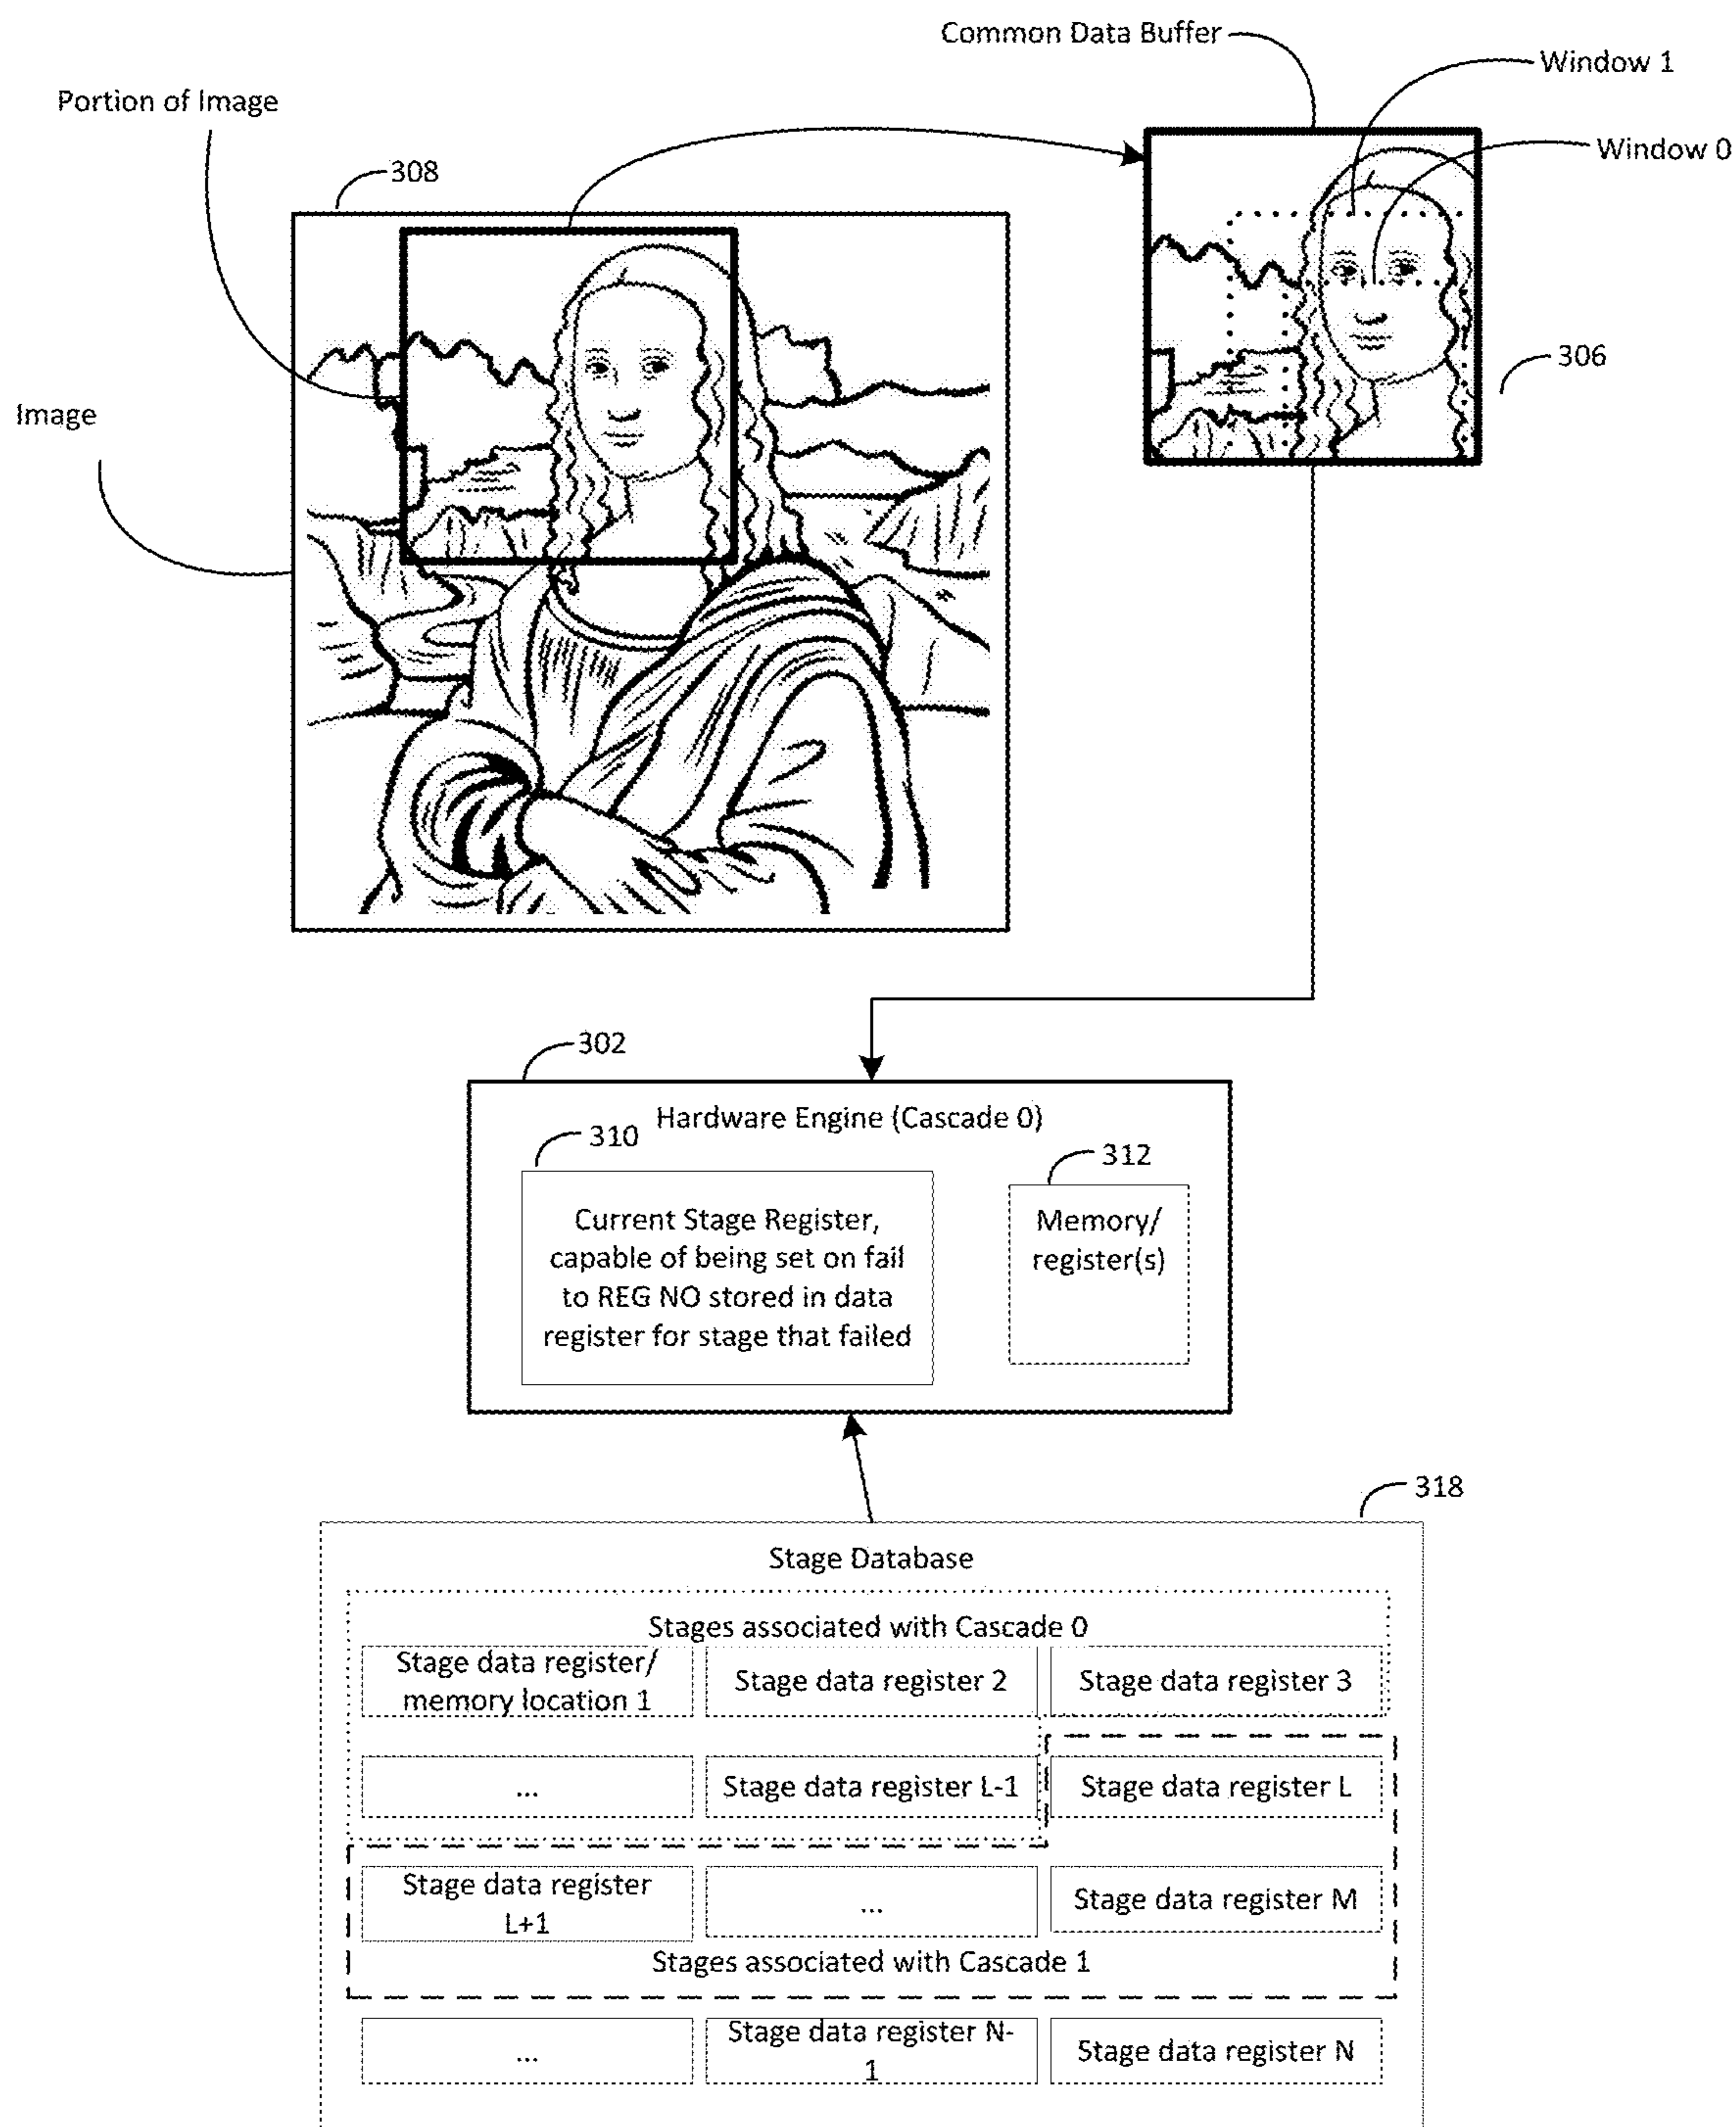 Common Data Buffer
Window 1
Portion of Image
Window 0
308
306
Image
302
Hardware Engine (Cascade 0)
310
312
Current Stage Register,
capable of being set on fail
to REG NO stored in data
register for stage that failed
Memory/
register(s)
318
Stage Database
Stages associated with Cascade 0
Stage data register/
memory location 1
Stage data register 2
Stage data register 3
...
Stage data register L-1
Stage data register L
Stage data register
L+1
...
Stage data register M
Stages associated with Cascade 1
...
Stage data register N-
1
Stage data register N